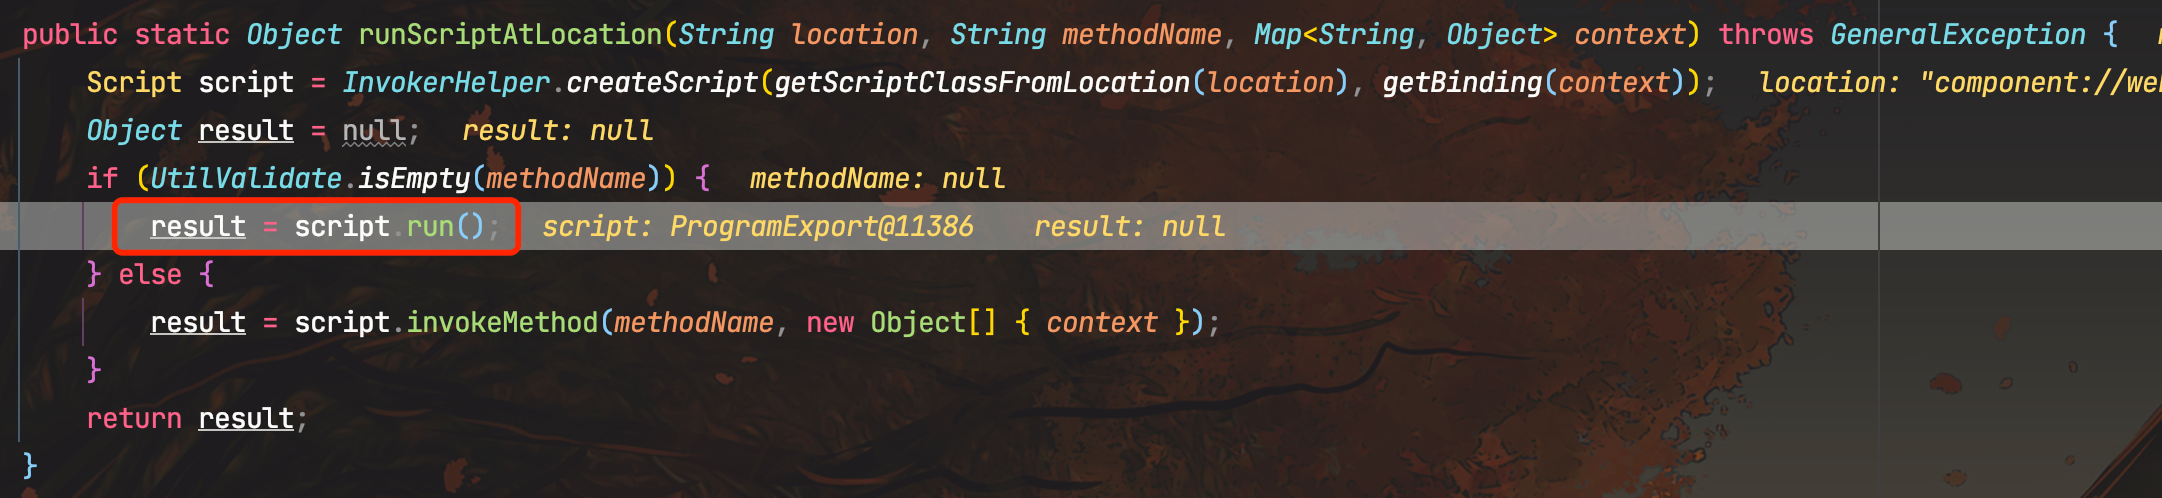 public static Object runScriptAtLocation(String location, String methodName, Map<String, Object> context) throws GeneralException {
Script script = InvokerHelper.createScript(getScriptClassFromLocation(location), getBinding(context)); location: "component://we
Object result = null; result: null
if (UtilValidate.isEmpty(methodName)) { methodName: null
result = script.run(); script: ProgramExport@11386 result: null
} else {
result = script.invokeMethod(methodName, new Object[] { context });
}
return result;
}